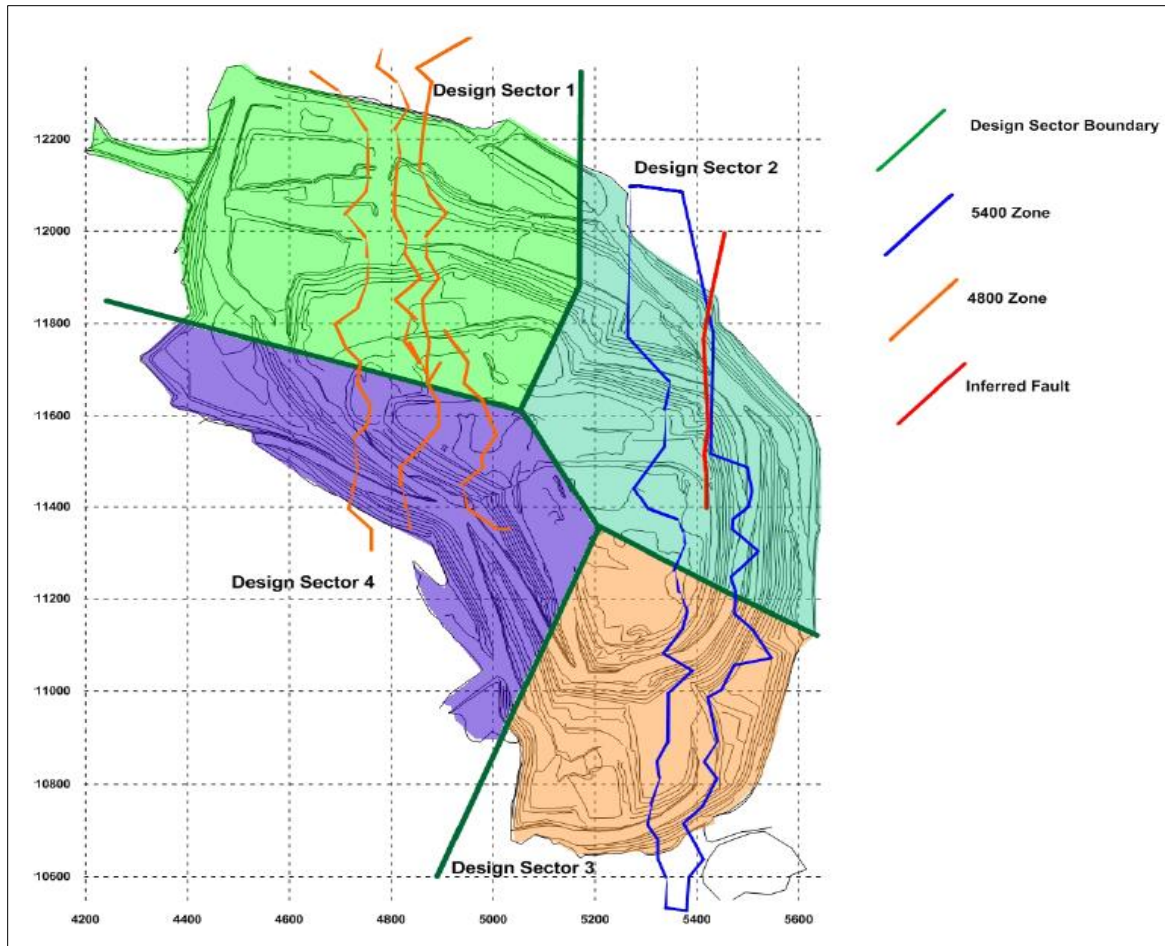 Design Sector 1
Design Sector 2
Design Sector 4
Design Sector 3
12200
12000
11800
11600
11400
11200
11000
10800
10600
4200 4400 4600 4800 5000 5200 5400 5600
Design Sector Boundary
5400 Zone
4800 Zone
Inferred Fault